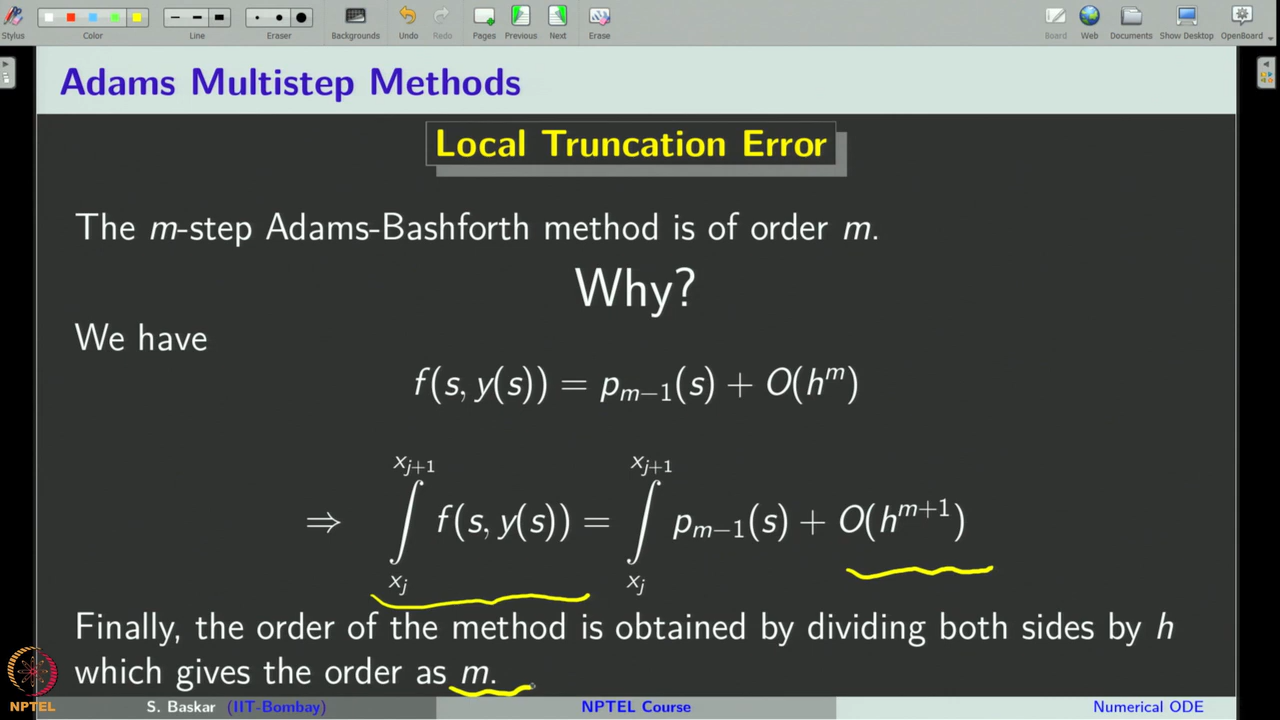 Stylus Color Line Eraser Backgrounds Undo Redo Pages Previous Next Erase Board Web Documents Show Desktop OpenBoard
Adams Multistep Methods
Local Truncation Error
The m-step Adams-Bashforth method is of order m.
Why?
We have
f(s, y(s)) = p_{m−1}(s) + O(h^m)
⇒ ∫_{x_j}^{x_{j+1}} f(s, y(s)) = ∫_{x_j}^{x_{j+1}} p_{m−1}(s) + O(h^{m+1})
Finally, the order of the method is obtained by dividing both sides by h
which gives the order as m.
NPTEL
S. Baskar (IIT-Bombay) NPTEL Course Numerical ODE